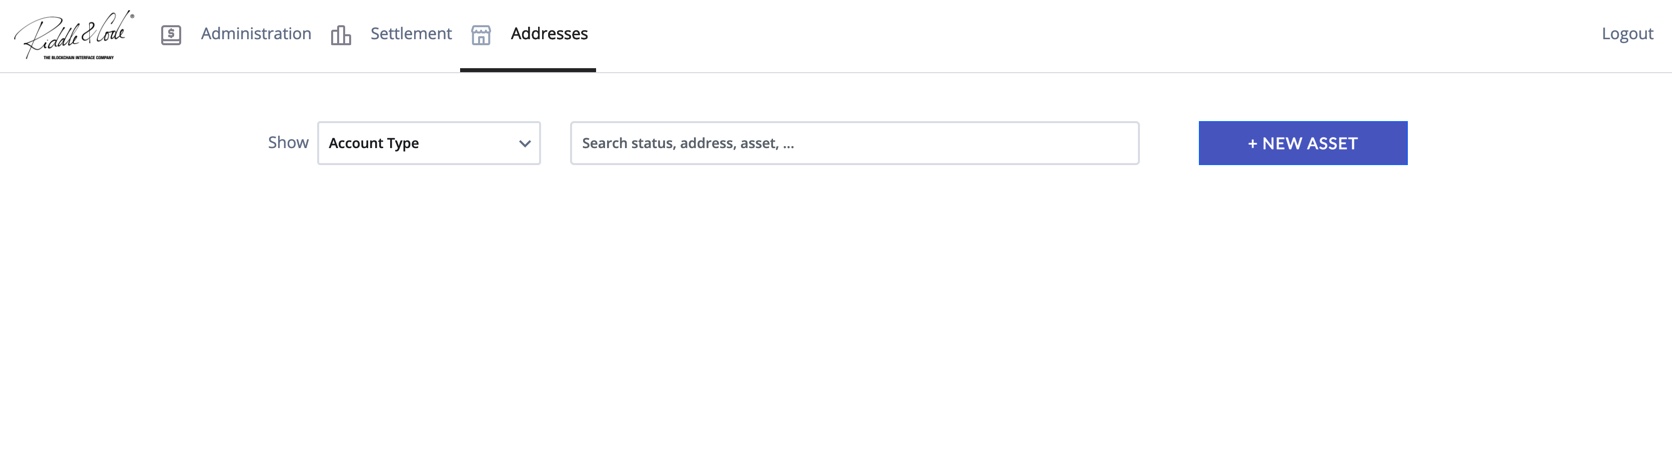 Riddle & Code®
THE BLOCKCHAIN INTERFACE COMPANY
Administration
Settlement
Addresses
Logout
Show
Account Type
Search status, address, asset, ...
+ NEW ASSET